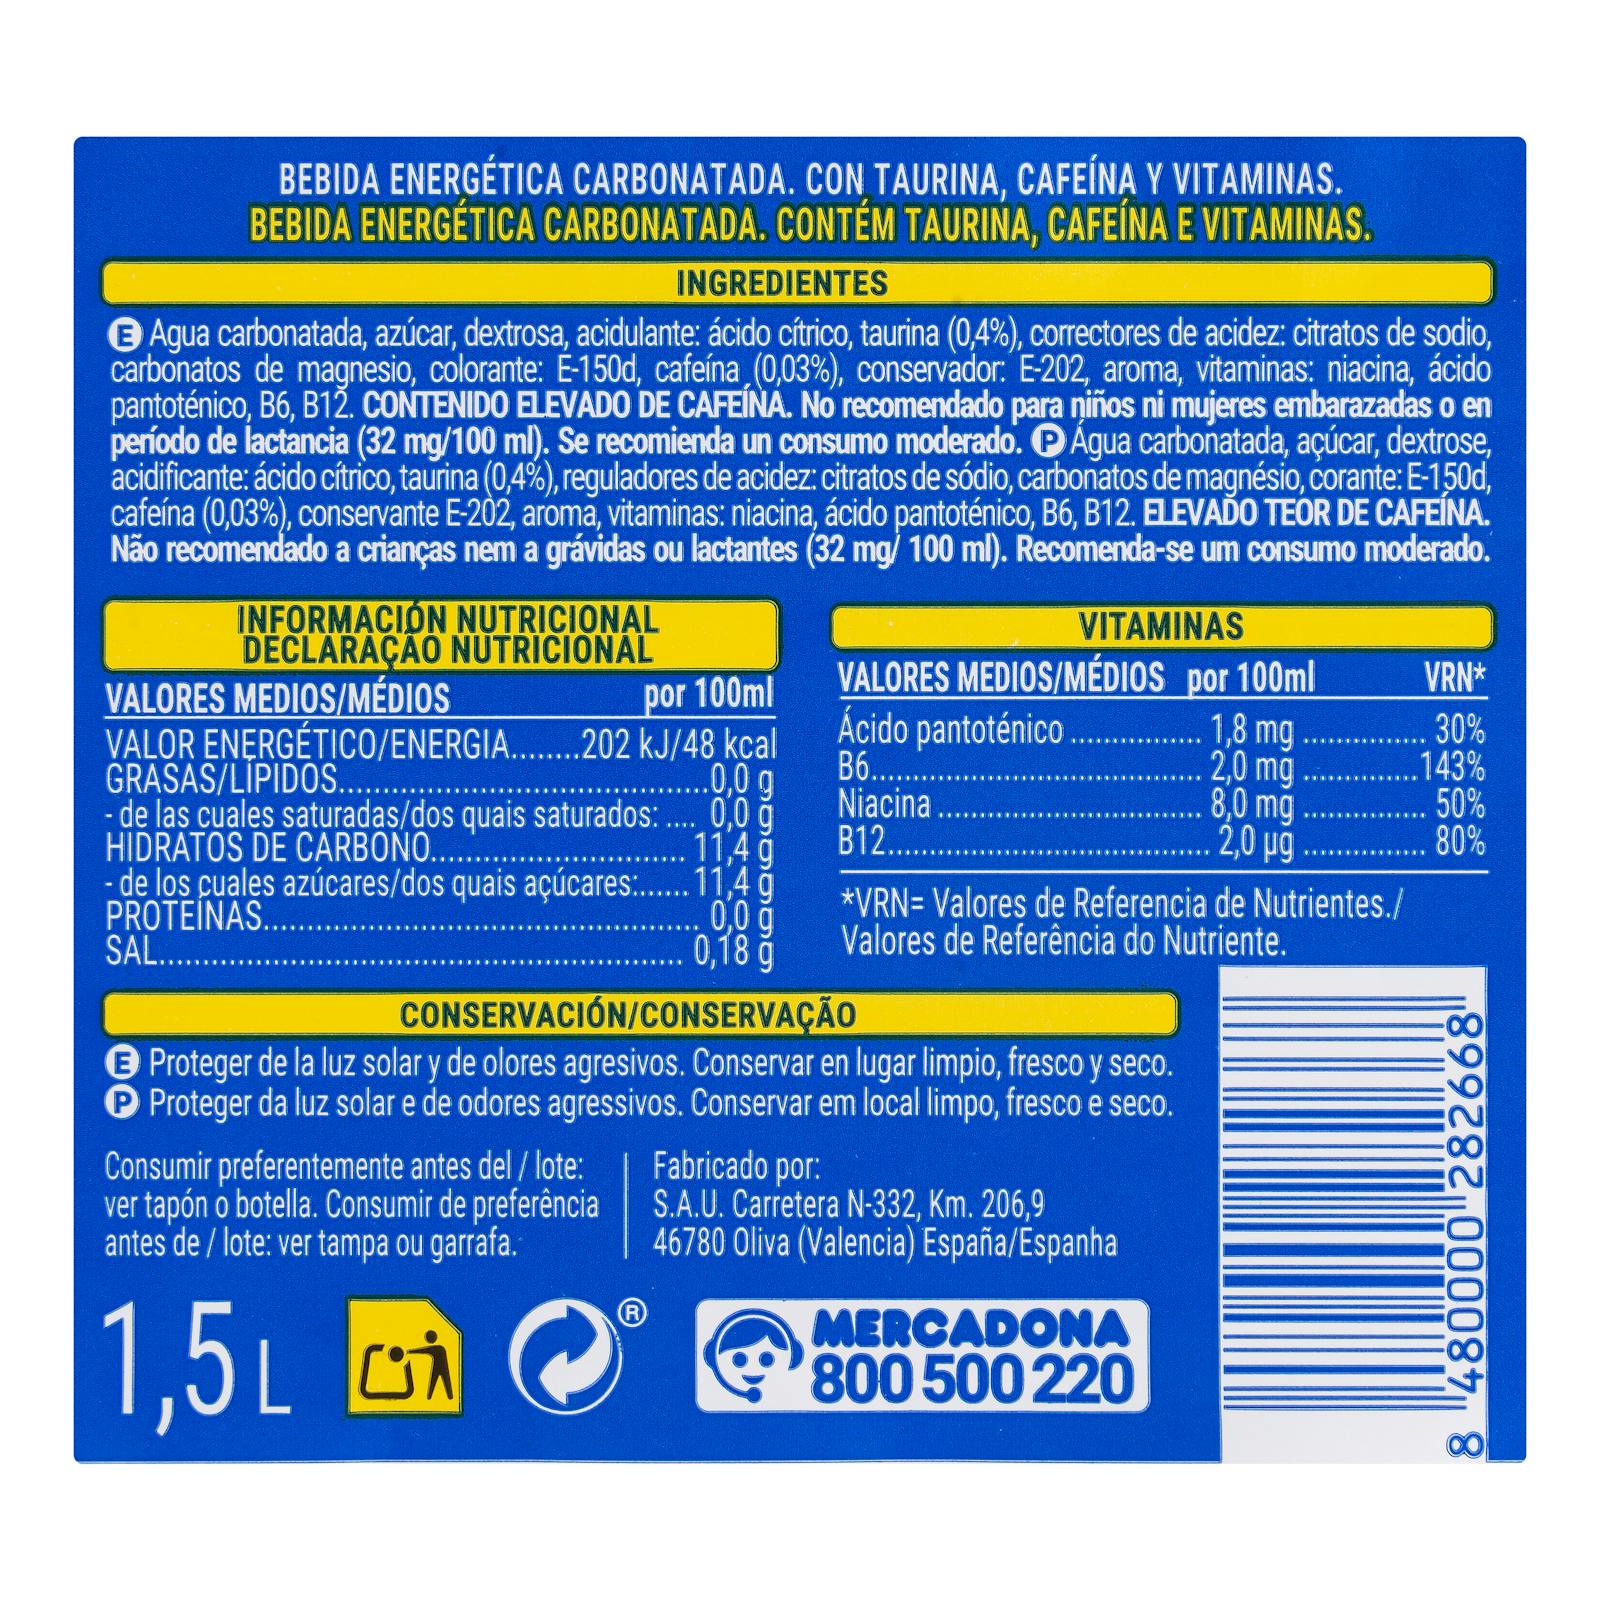 BEBIDA ENERGÉTICA CARBONATADA. CON TAURINA, CAFEÍNA Y VITAMINAS.
BEBIDA ENERGÉTICA CARBONATADA. CONTÉM TAURINA, CAFEÍNA E VITAMINAS.
INGREDIENTES
E Agua carbonatada, azúcar, dextrosa, acidulante: ácido cítrico, taurina (0,4%), correctores de acidez: citratos de sodio,
carbonatos de magnesio, colorante: E-150d, cafeína (0,03%), conservador: E-202, aroma, vitaminas: niacina, ácido
pantoténico, B6, B12. CONTENIDO ELEVADO DE CAFEÍNA. No recomendado para niños ni mujeres embarazadas o en
período de lactancia (32 mg/100 ml). Se recomienda un consumo moderado. P Água carbonatada, açúcar, dextrose,
acidificante: ácido cítrico, taurina (0,4%), reguladores de acidez: citratos de sódio, carbonatos de magnésio, corante: E-150d,
cafeína (0,03%), conservante E-202, aroma, vitaminas: niacina, ácido pantoténico, B6, B12. ELEVADO TEOR DE CAFEÍNA.
Não recomendado a crianças nem a grávidas ou lactantes (32 mg/ 100 ml). Recomenda-se um consumo moderado.
INFORMACIÓN NUTRICIONAL
DECLARAÇÃO NUTRICIONAL
VALORES MEDIOS/MÉDIOS por 100ml
VALOR ENERGÉTICO/ENERGIA........202 kJ/48 kcal
GRASAS/LÍPIDOS..........................................0,0 g
- de las cuales saturadas/dos quais saturados: .... 0,0 g
HIDRATOS DE CARBONO............................. 11,4 g
- de los cuales azúcares/dos quais açúcares:...... 11,4 g
PROTEÍNAS................................................. 0,0 g
SAL............................................................ 0,18 g
VITAMINAS
VALORES MEDIOS/MÉDIOS por 100ml VRN*
Ácido pantoténico ............... 1,8 mg .............. 30%
B6...................................... 2,0 mg .............143%
Niacina .............................. 8,0 mg .............. 50%
B12..................................... 2,0 µg .............. 80%
*VRN= Valores de Referencia de Nutrientes./
Valores de Referência do Nutriente.
CONSERVACIÓN/CONSERVAÇÃO
E Proteger de la luz solar y de olores agresivos. Conservar en lugar limpio, fresco y seco.
P Proteger da luz solar e de odores agressivos. Conservar em local limpo, fresco e seco.
Consumir preferentemente antes del / lote:
ver tapón o botella. Consumir de preferência
antes de / lote: ver tampa ou garrafa.
Fabricado por:
S.A.U. Carretera N-332, Km. 206,9
46780 Oliva (Valencia) España/Espanha
1,5 L
®
MERCADONA
800 500 220
8 480000 282668